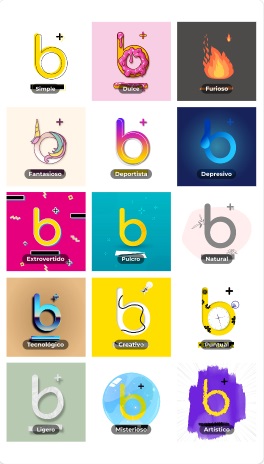 b+
Simple
b+
Dulce
+
Furioso
b+
Fantasioso
b+
Deportista
b+
Depresivo
b+
Extrovertido
b+
Pulcro
b+
Natural
b+
Tecnológico
b+
Creativo
b+
Puntual
b+
Ligero
b+
Misterioso
b+
Artístico